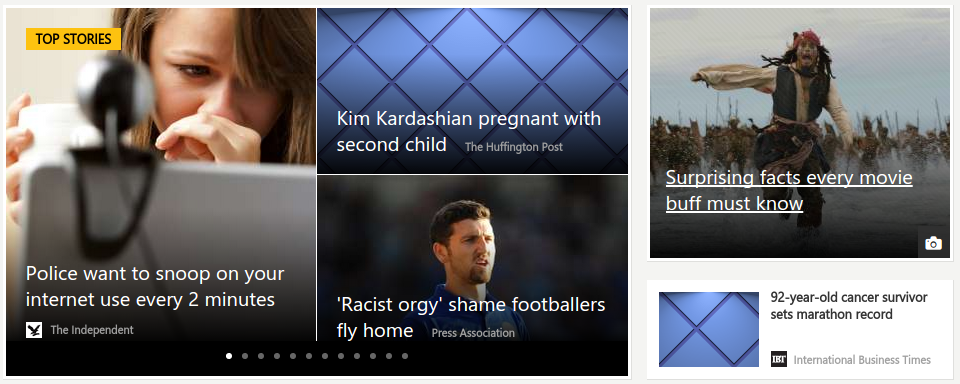 TOP STORIES
Police want to snoop on your
internet use every 2 minutes
The Independent
Kim Kardashian pregnant with
second child The Huffington Post
'Racist orgy' shame footballers
fly home Press Association
Surprising facts every movie
buff must know
92-year-old cancer survivor
sets marathon record
IBT International Business Times